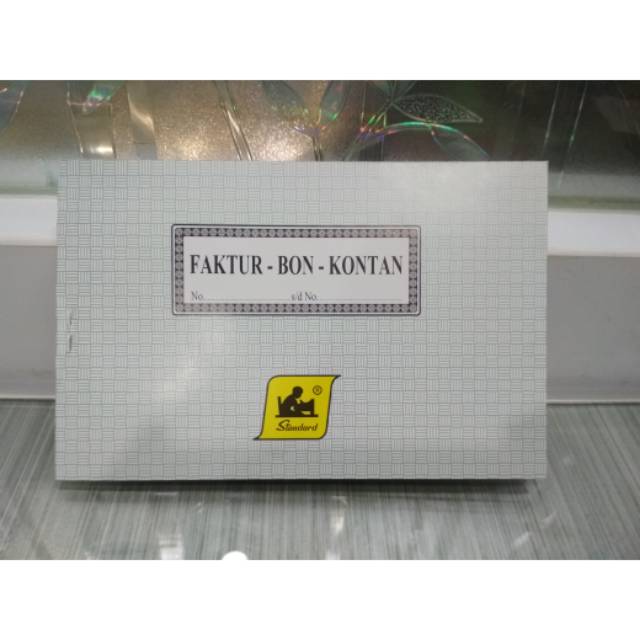 FAKTUR - BON - KONTAN
No. s/d No.
®
Standard